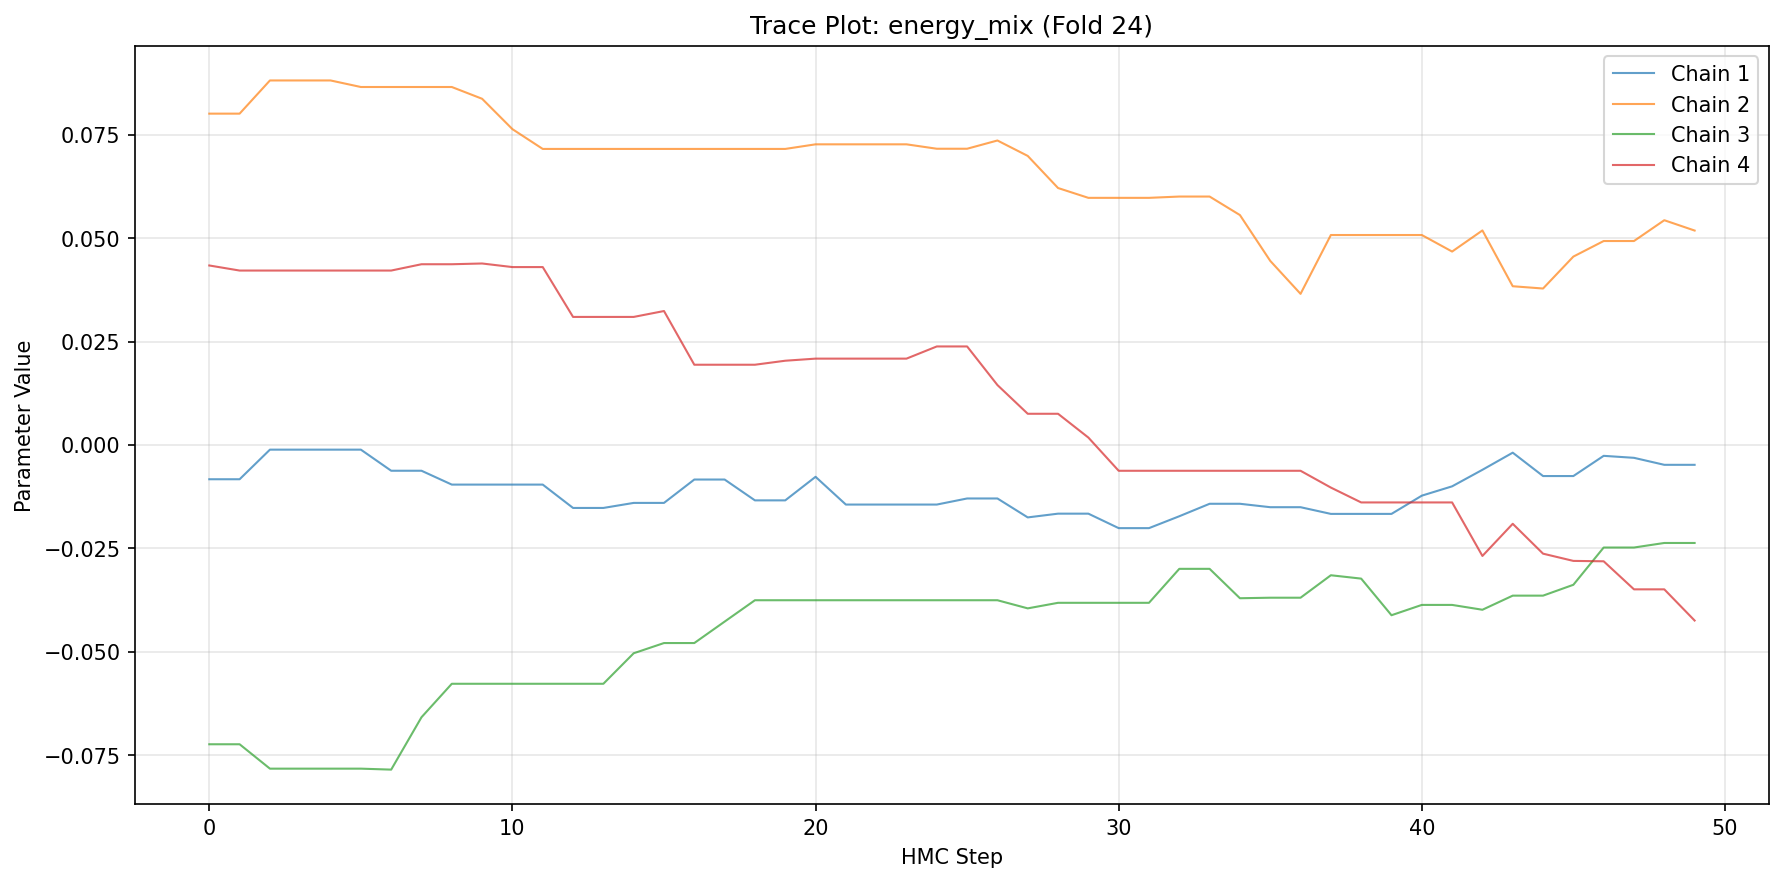 Trace Plot: energy_mix (Fold 24)
Chain 1
Chain 2
Chain 3
Chain 4
0.075
0.050
0.025
0.000
−0.025
−0.050
−0.075
Parameter Value
0 10 20 30 40 50
HMC Step